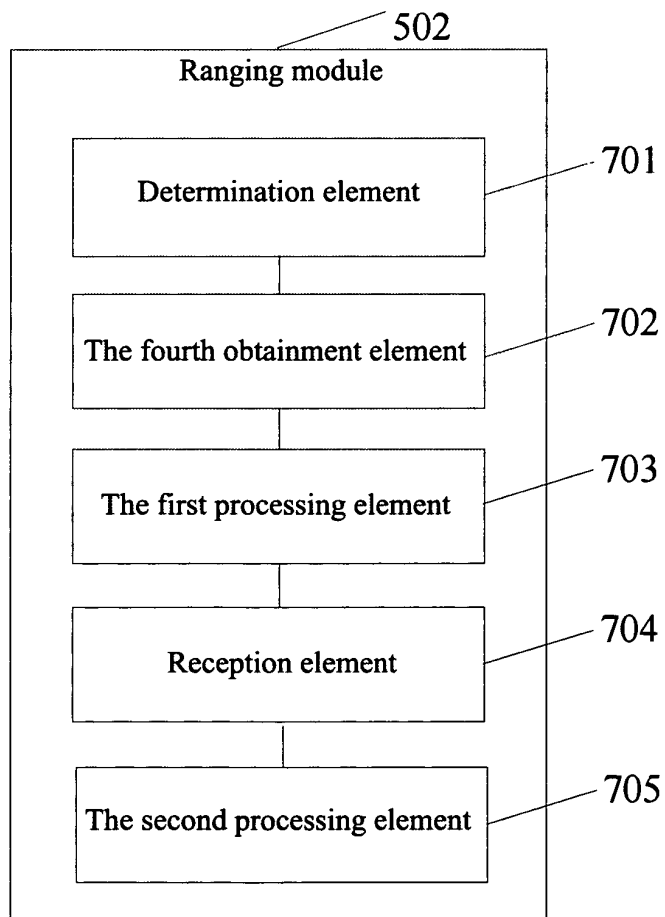 502
Ranging module
Determination element
701
The fourth obtainment element
702
The first processing element
703
Reception element
704
The second processing element
705